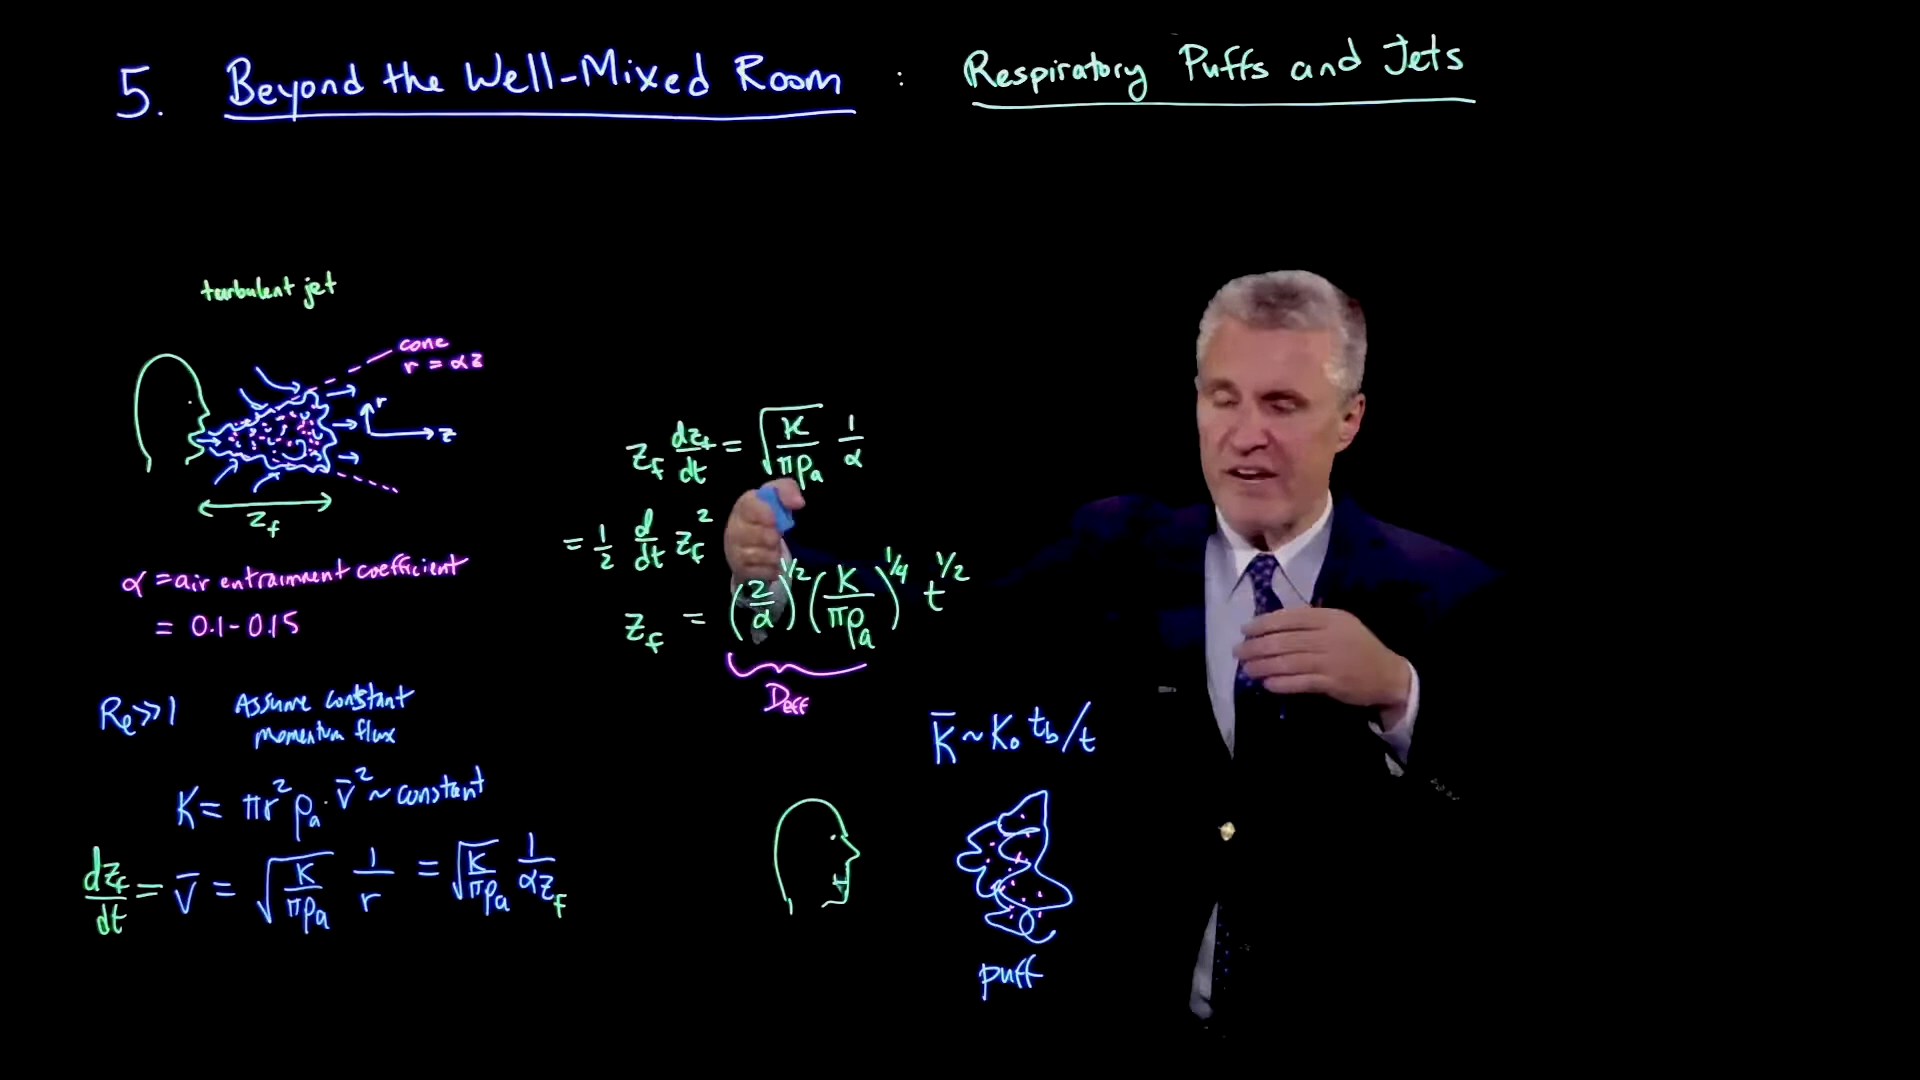 5. Beyond the Well-Mixed Room : Respiratory Puffs and Jets
turbulent jet
cone
r = αz
r
z
z_f
α = air entrainment coefficient
= 0.1 - 0.15
Re >> 1 Assume constant
momentum flux
K = πr² ρ_a · v̄² ~ constant
dz_f/dt = v̄ = √(K/πρ_a) 1/r = √(K/πρ_a) 1/αz_f
z_f dz_f/dt = √(K/πρ_a) 1/α
= 1/2 d/dt z_f²
z_f = (2/α)^1/2 (K/πρ_a)^1/4 t^1/2
D_eff
K̄ ~ K₀ t_b/t
puff